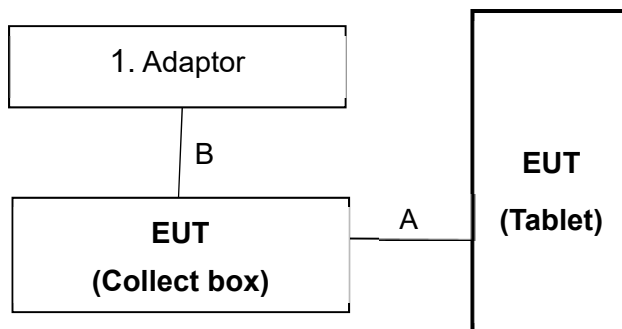 1. Adaptor
B
EUT
(Collect box)
A
EUT
(Tablet)